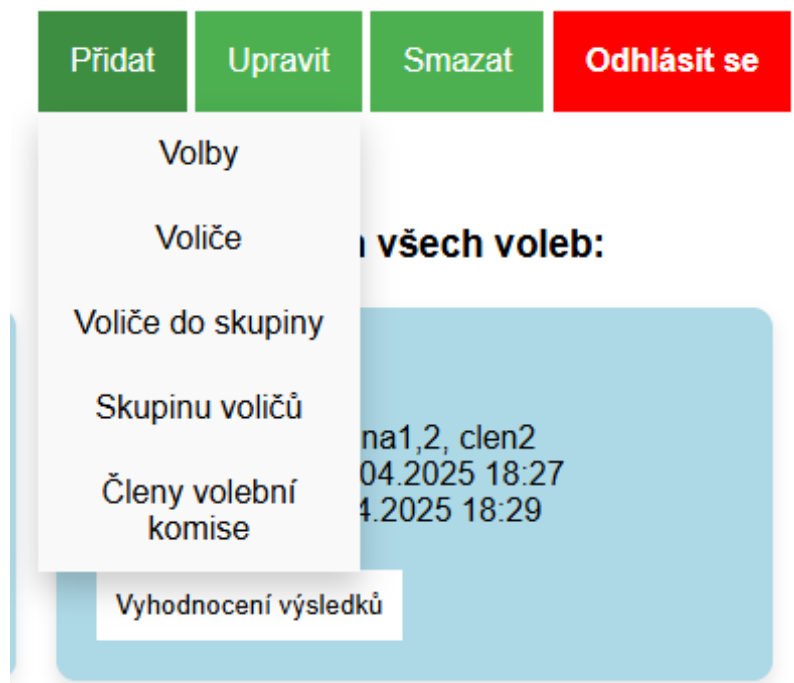 Přidat Upravit Smazat Odhlásit se
Volby
Voliče
všech voleb:
Voliče do skupiny
Skupinu voličů
na1,2, clen2
04.2025 18:27
Členy volební
komise
4.2025 18:29
Vyhodnocení výsledků